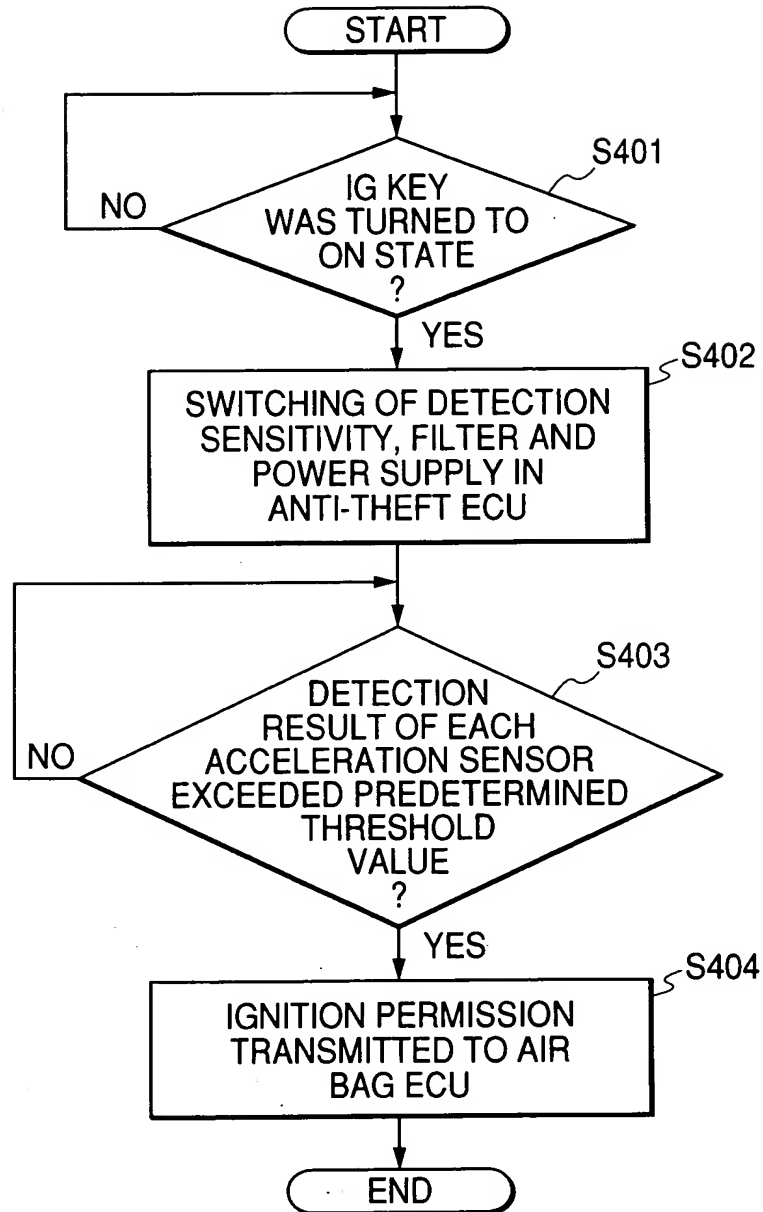 START
S401
IG KEY
WAS TURNED TO
ON STATE
?
NO
YES
S402
SWITCHING OF DETECTION
SENSITIVITY, FILTER AND
POWER SUPPLY IN
ANTI-THEFT ECU
S403
DETECTION
RESULT OF EACH
ACCELERATION SENSOR
EXCEEDED PREDETERMINED
THRESHOLD
VALUE
?
NO
YES
S404
IGNITION PERMISSION
TRANSMITTED TO AIR
BAG ECU
END